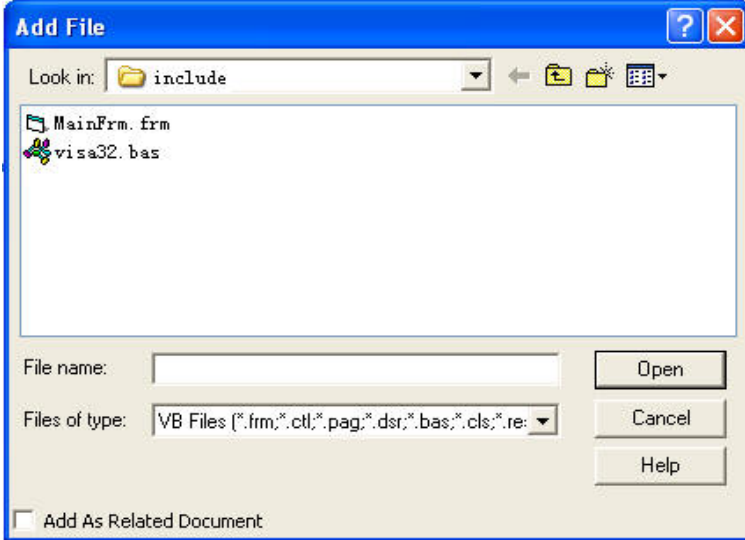 Add File
Look in: include
MainFrm.frm
visa32.bas
File name:
Open
Files of type: VB Files (*.frm;*.ctl;*.pag;*.dsr;*.bas;*.cls;*.re
Cancel
Help
Add As Related Document